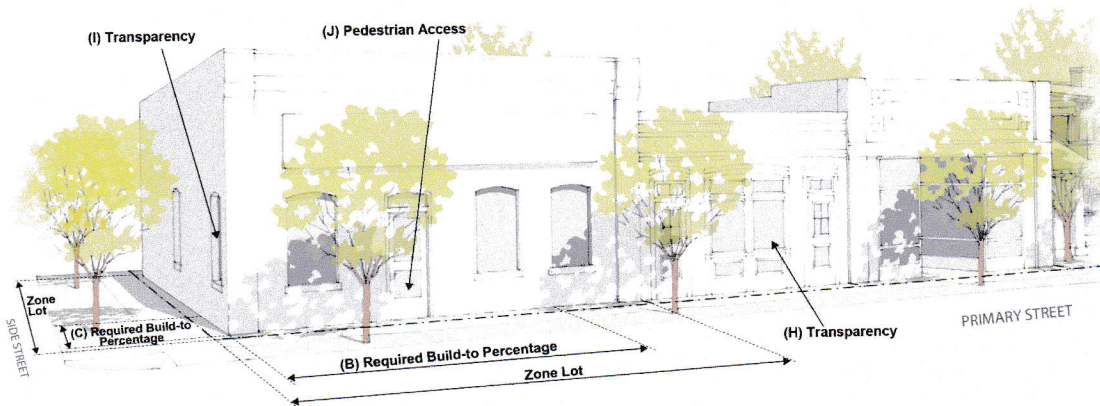 (I) Transparency
(J) Pedestrian Access
Zone
Lot
SIDE STREET
(C) Required Build-to
Percentage
(B) Required Build-to Percentage
Zone Lot
(H) Transparency
PRIMARY STREET